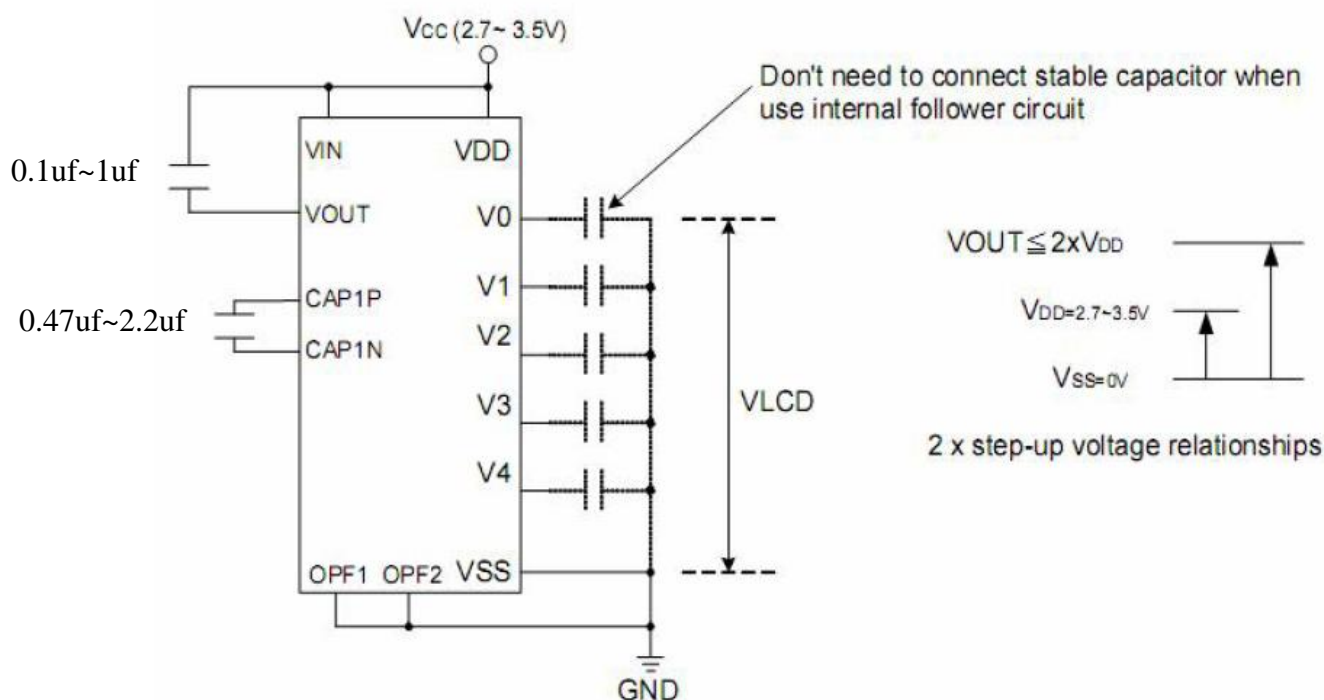 Vcc (2.7~ 3.5V)
Don't need to connect stable capacitor when
use internal follower circuit
0.1uf~1uf
VIN
VDD
VOUT
V0
CAP1P
V1
0.47uf~2.2uf
CAP1N
V2
V3
V4
VLCD
OPF1
OPF2
VSS
GND
VOUT≦2xVDD
VDD=2.7~3.5V
VSS=0V
2 x step-up voltage relationships